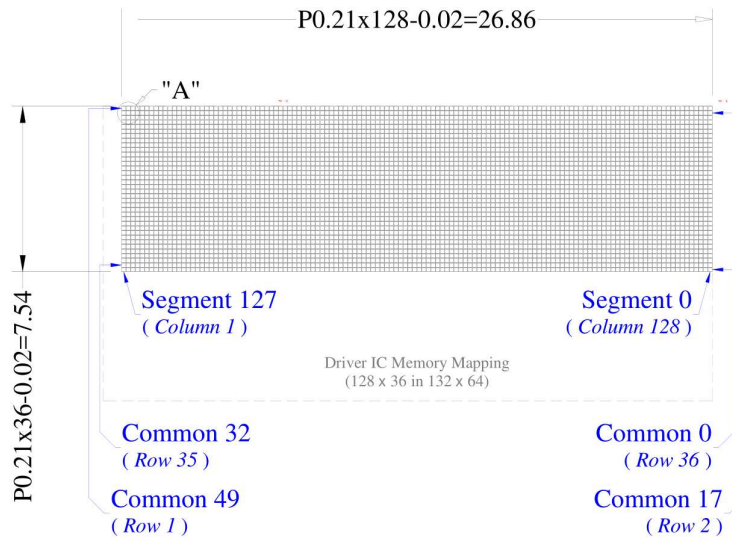 P0.21x128-0.02=26.86
"A"
P0.21x36-0.02=7.54
Segment 127
( Column 1 )
Segment 0
( Column 128 )
Driver IC Memory Mapping
(128 x 36 in 132 x 64)
Common 32
( Row 35 )
Common 0
( Row 36 )
Common 49
( Row 1 )
Common 17
( Row 2 )